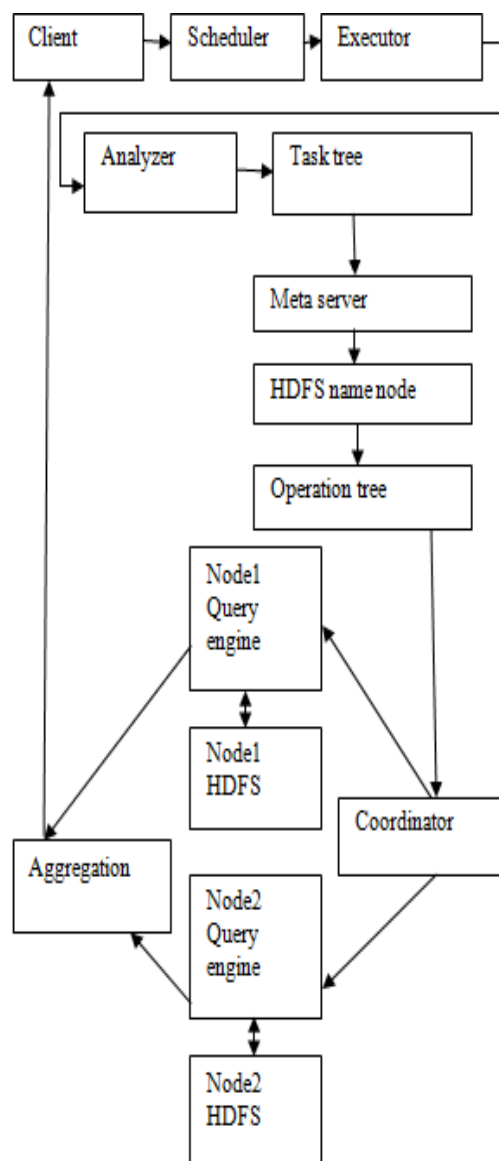 Client
Scheduler
Executor
Analyzer
Task tree
Meta server
HDFS name node
Operation tree
Node1
Query
engine
Node1
HDFS
Coordinator
Aggregation
Node2
Query
engine
Node2
HDFS